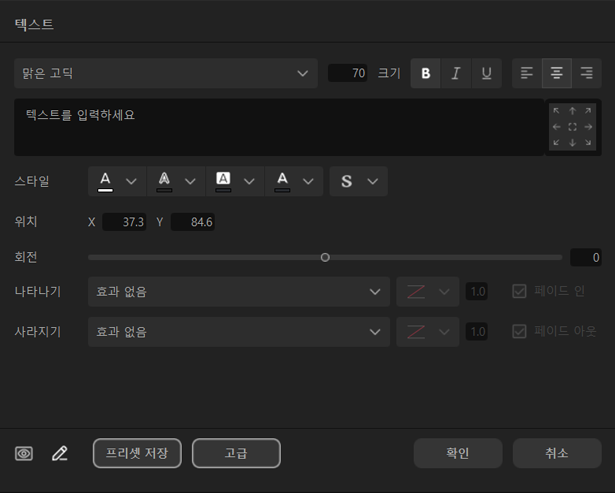 텍스트
맑은 고딕 70 크기 B I U
텍스트를 입력하세요
스타일 A A A A S
위치 X 37.3 Y 84.6
회전 0
나타나기 효과 없음 1.0 페이드 인
사라지기 효과 없음 1.0 페이드 아웃
프리셋 저장 고급 확인 취소